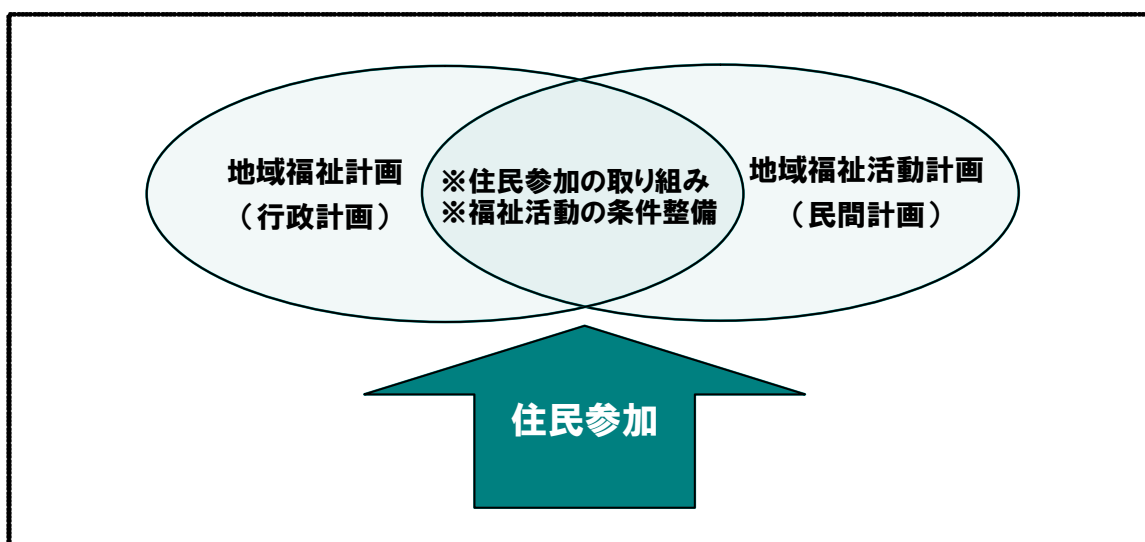 地域福祉計画
（行政計画）
※住民参加の取り組み
※福祉活動の条件整備
地域福祉活動計画
（民間計画）
住民参加